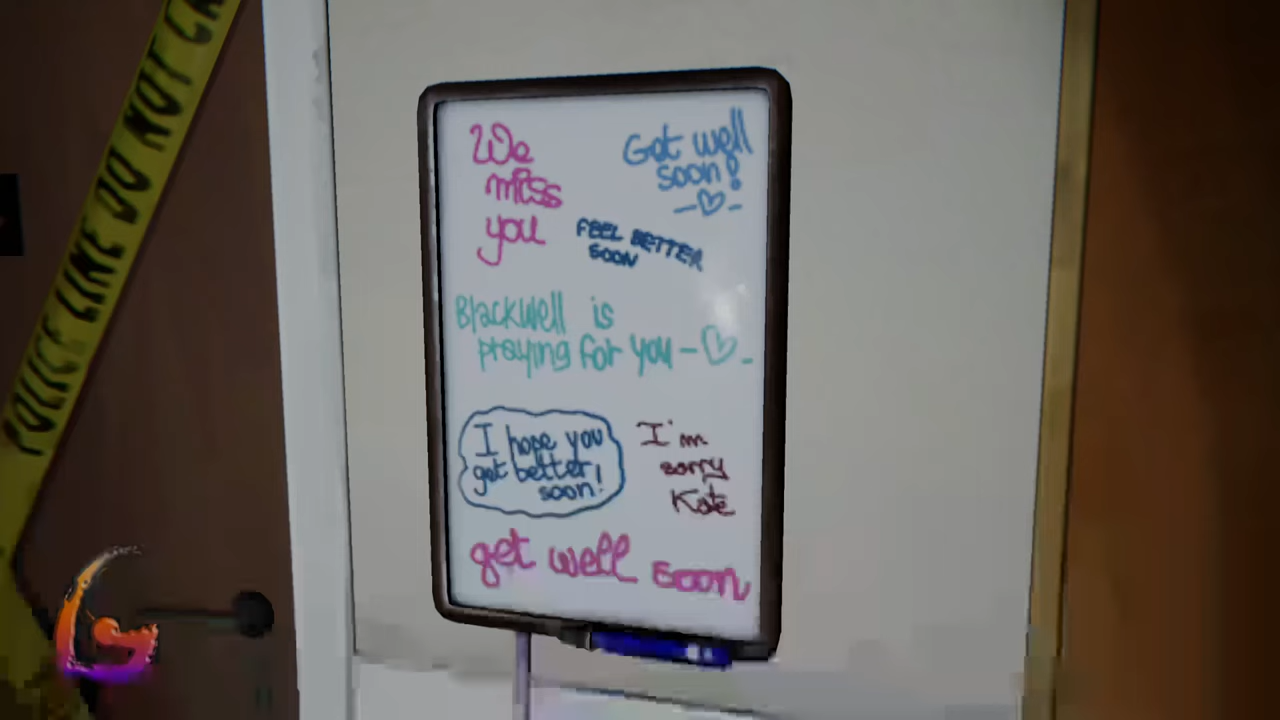 POLICE LINE DO NOT CR
We
miss
you
Get well
soon!
FEEL BETTER
SOON
Blackwell is
praying for you
I hope you
get better
soon!
I'm
sorry
Kate
get well soon